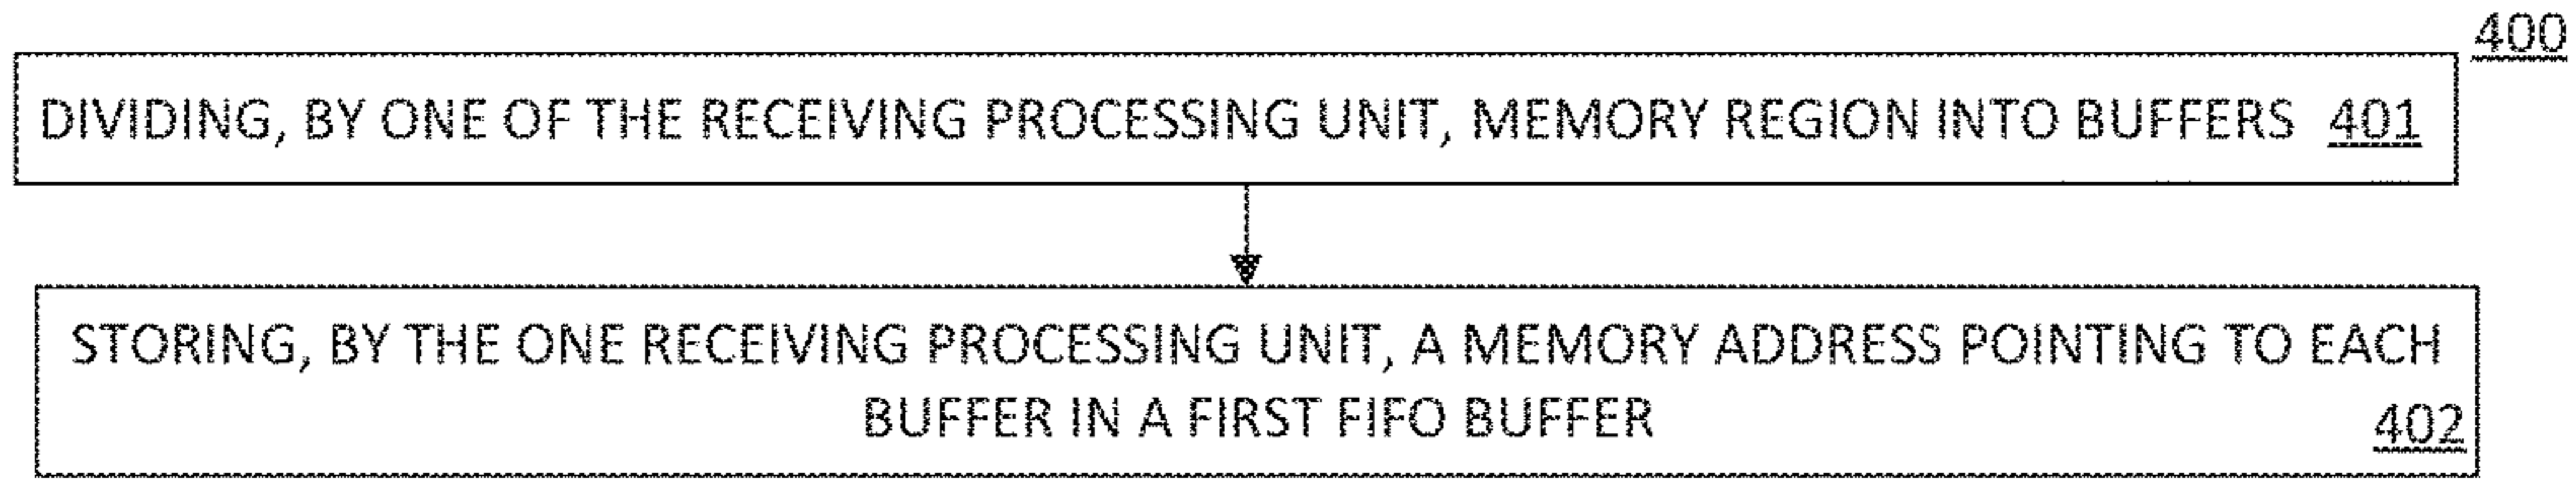 400
DIVIDING, BY ONE OF THE RECEIVING PROCESSING UNIT, MEMORY REGION INTO BUFFERS 401
STORING, BY THE ONE RECEIVING PROCESSING UNIT, A MEMORY ADDRESS POINTING TO EACH
BUFFER IN A FIRST FIFO BUFFER 402